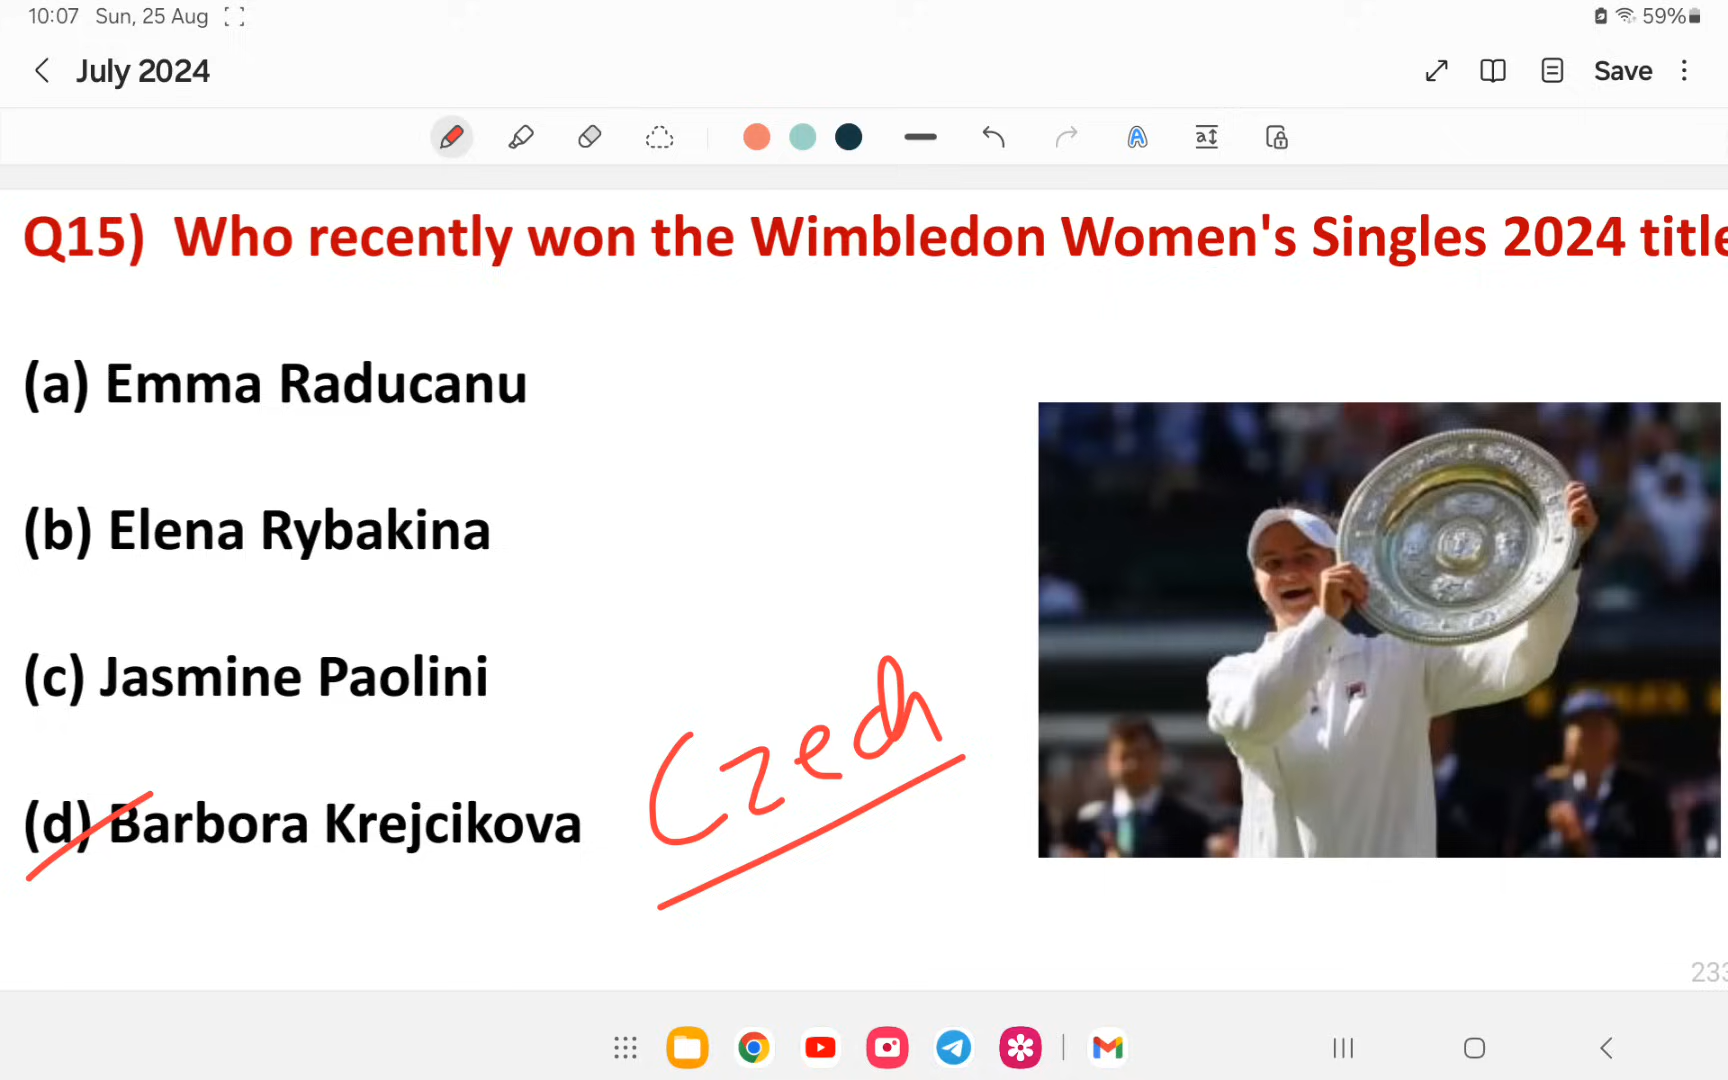 10:07 Sun, 25 Aug
59%
July 2024
Save
Q15) Who recently won the Wimbledon Women's Singles 2024 title
(a) Emma Raducanu
(b) Elena Rybakina
(c) Jasmine Paolini
(d) Barbora Krejcikova
Czech
233